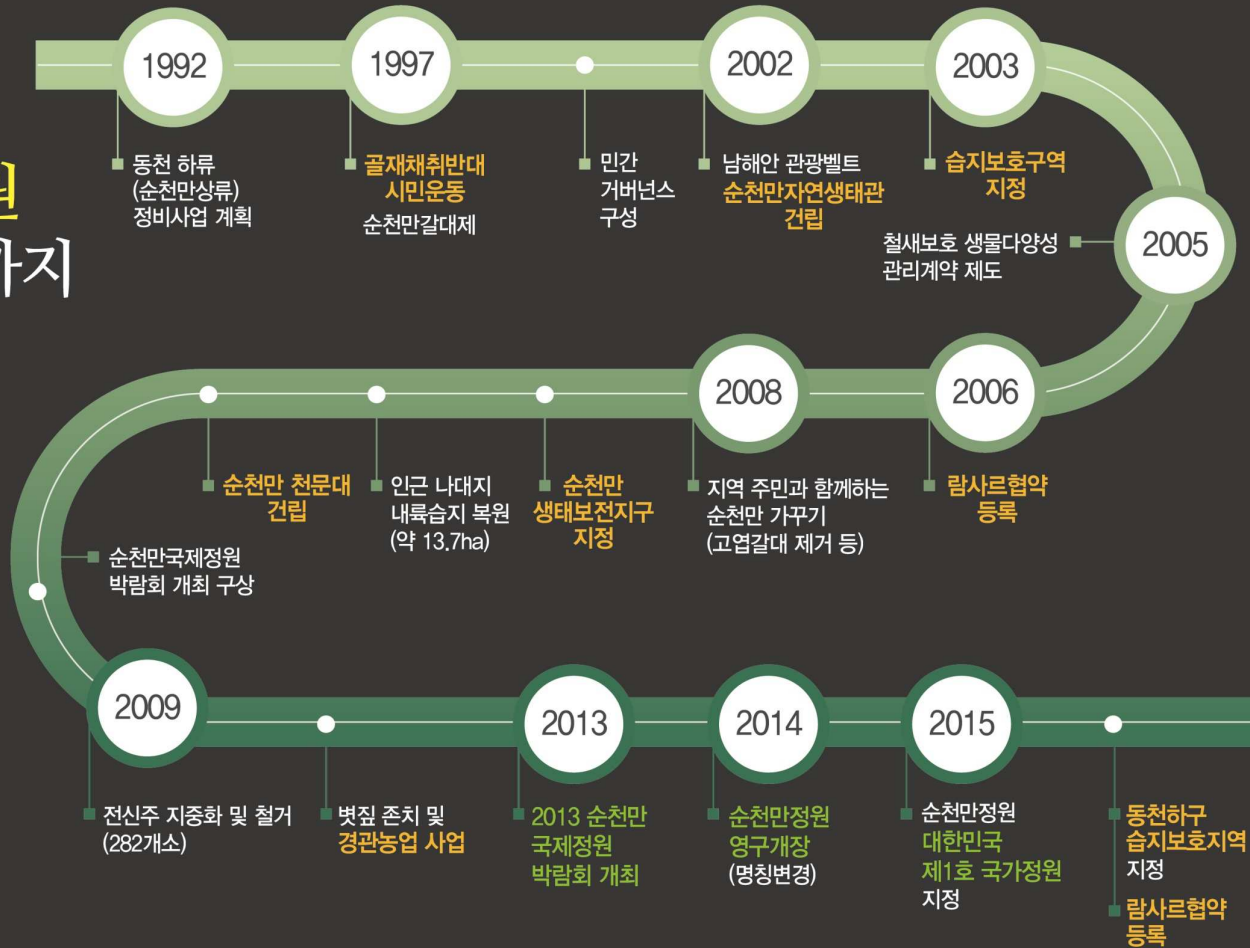 원
까지
1992
동천 하류
(순천만상류)
정비사업 계획
1997
골재채취반대
시민운동
순천만갈대제
민간
거버넌스
구성
2002
남해안 관광벨트
순천만자연생태관
건립
2003
습지보호구역
지정
2005
철새보호 생물다양성
관리계약 제도
2006
람사르협약
등록
2008
지역 주민과 함께하는
순천만 가꾸기
(고엽갈대 제거 등)
순천만
생태보전지구
지정
인근 나대지
내륙습지 복원
(약 13.7ha)
순천만 천문대
건립
순천만국제정원
박람회 개최 구상
2009
전신주 지중화 및 철거
(282개소)
볏짚 존치 및
경관농업 사업
2013
2013 순천만
국제정원
박람회 개최
2014
순천만정원
영구개장
(명칭변경)
2015
순천만정원
대한민국
제1호 국가정원
지정
동천하구
습지보호지역
지정
람사르협약
등록